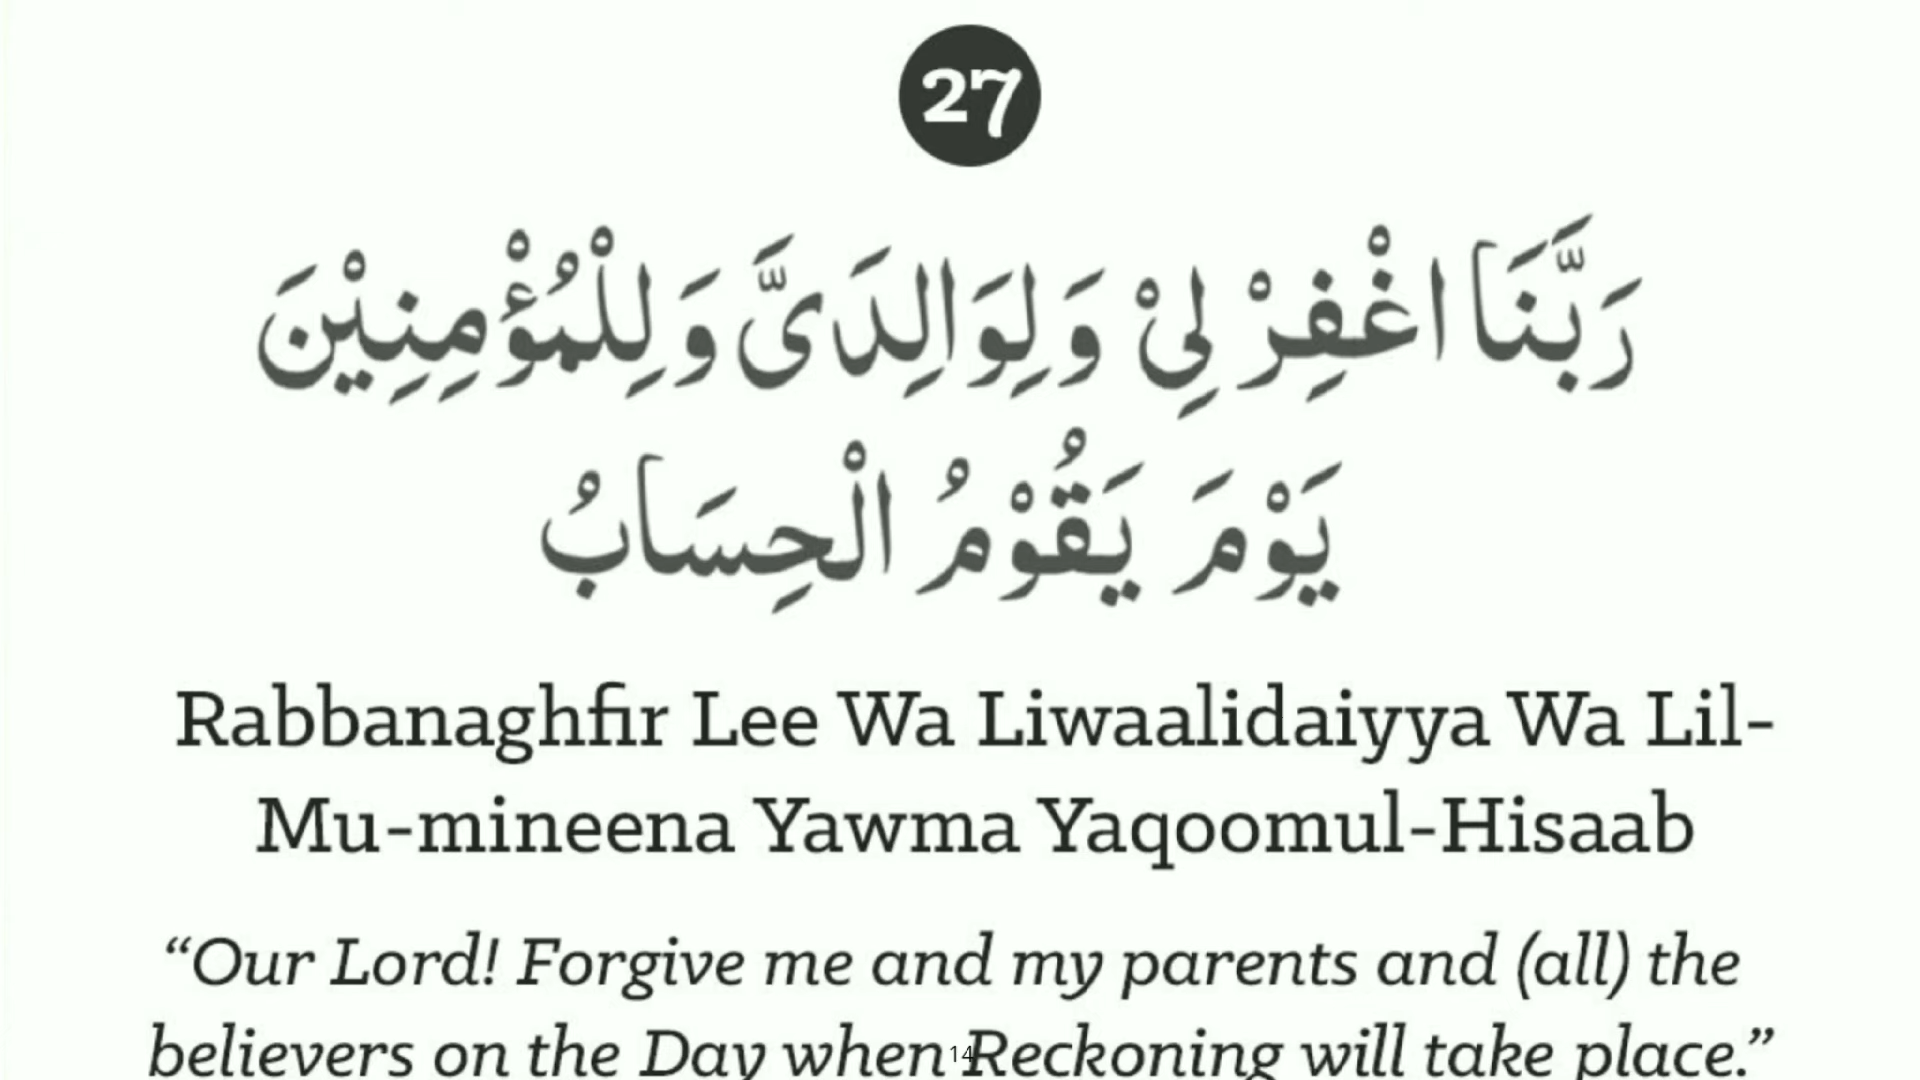 27
رَبَّنَا اغْفِرْ لِيْ وَلِوَالِدَىَّ وَلِلْمُؤْمِنِيْنَ
يَوْمَ يَقُوْمُ الْحِسَابُ
Rabbanaghfir Lee Wa Liwaalidaiyya Wa Lil-
Mu-mineena Yawma Yaqoomul-Hisaab
“Our Lord! Forgive me and my parents and (all) the
believers on the Day when Reckoning will take place.”
14